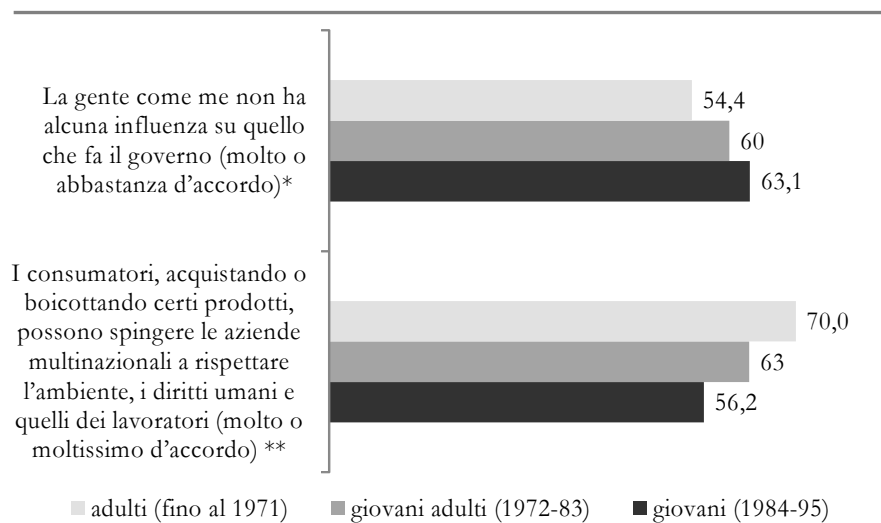 La gente come me non ha
alcuna influenza su quello
che fa il governo (molto o
abbastanza d’accordo)*
54,4
60
63,1
I consumatori, acquistando o
boicottando certi prodotti,
possono spingere le aziende
multinazionali a rispettare
l’ambiente, i diritti umani e
quelli dei lavoratori (molto o
moltissimo d’accordo) **
70,0
63
56,2
adulti (fino al 1971) giovani adulti (1972-83) giovani (1984-95)